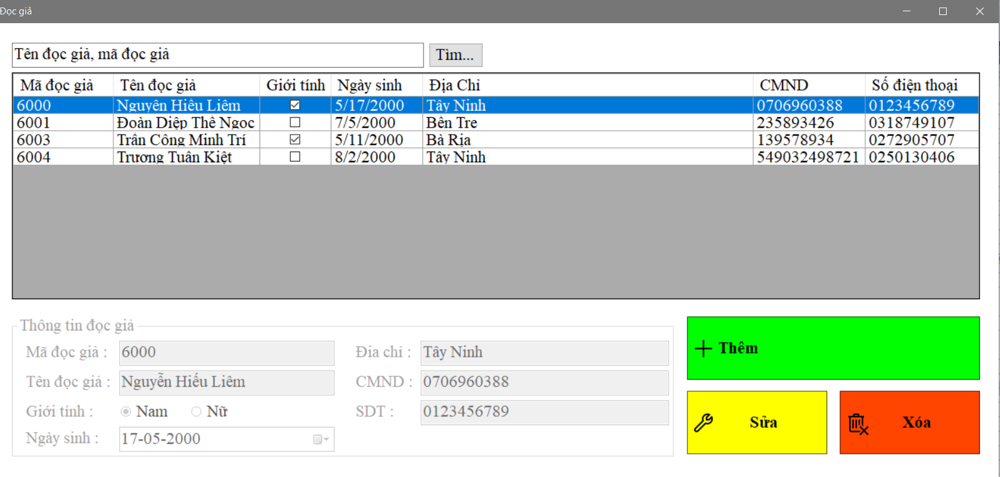 Đọc giả
Tên đọc giả, mã đọc giả Tìm...
Mã đọc giả Tên đọc giả Giới tính Ngày sinh Địa Chỉ CMND Số điện thoại
6000 Nguyễn Hiếu Liêm 5/17/2000 Tây Ninh 0706960388 0123456789
6001 Đoàn Diệp Thế Ngọc 7/5/2000 Bến Tre 235893426 0318749107
6003 Trần Công Minh Trí 5/11/2000 Bà Rịa 139578934 0272905707
6004 Trương Tuấn Kiệt 8/2/2000 Tây Ninh 549032498721 0250130406
Thông tin đọc giả
Mã đọc giả : 6000 Đia chỉ : Tây Ninh
Tên đọc giả : Nguyễn Hiếu Liêm CMND : 0706960388
Giới tính : Nam Nữ SDT : 0123456789
Ngày sinh : 17-05-2000
Thêm
Sửa Xóa